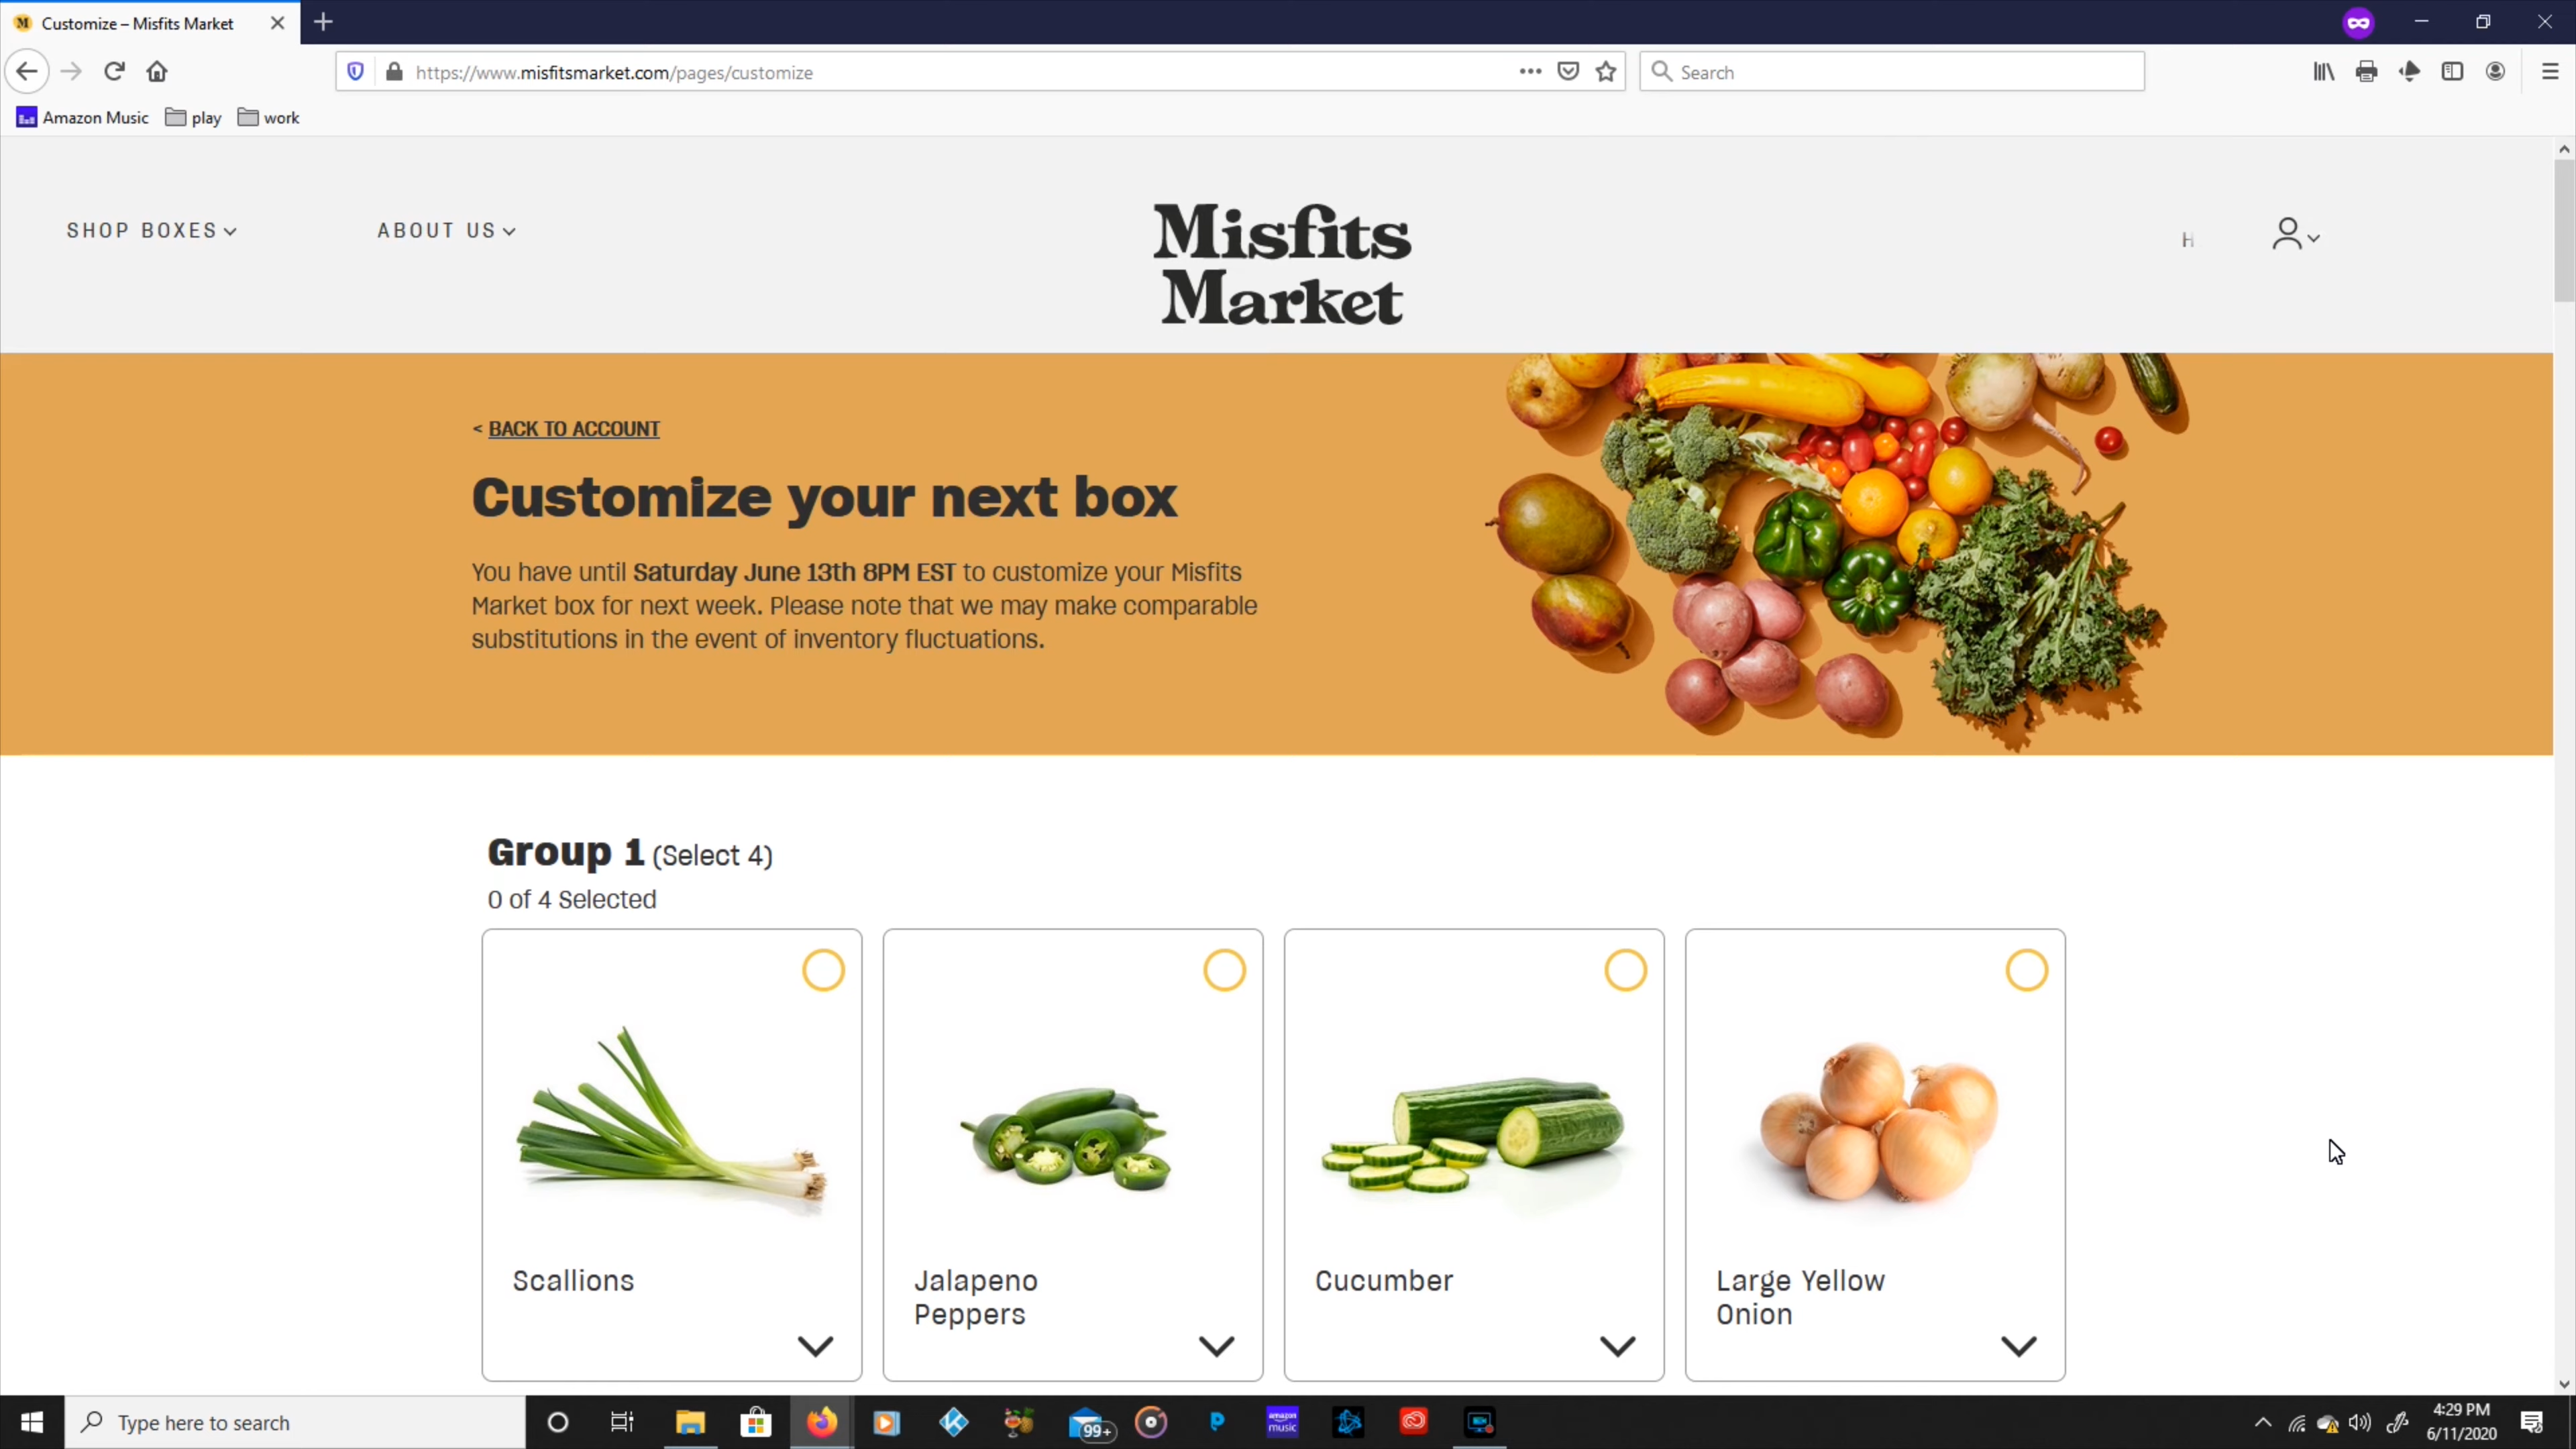 Customize – Misfits Market
https://www.misfitsmarket.com/pages/customize
Search
Amazon Music
play
work
SHOP BOXES
ABOUT US
Misfits
Market
H
< BACK TO ACCOUNT
Customize your next box
You have until Saturday June 13th 8PM EST to customize your Misfits
Market box for next week. Please note that we may make comparable
substitutions in the event of inventory fluctuations.
Group 1 (Select 4)
0 of 4 Selected
Scallions
Jalapeno
Peppers
Cucumber
Large Yellow
Onion
Type here to search
99+
amazon
music
4:29 PM
6/11/2020